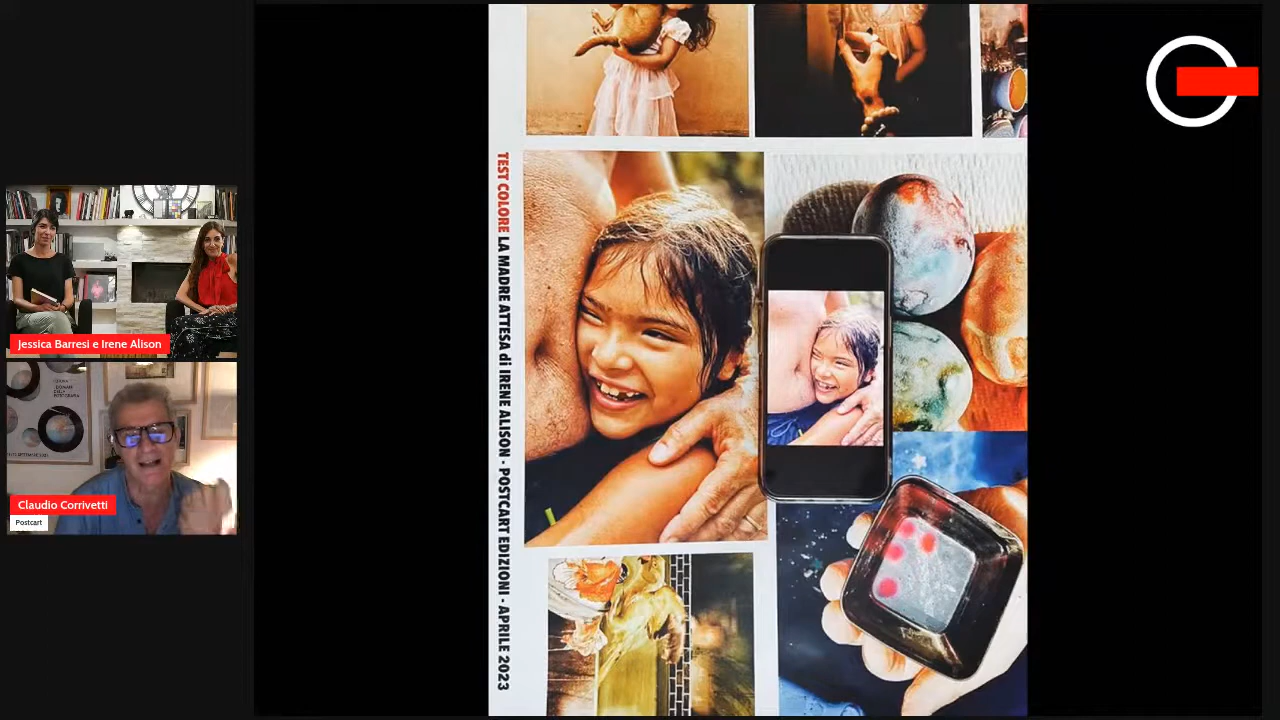 Jessica Barresi e Irene Alison
Claudio Corrivetti
Postcart
TEST COLORE LA MADRE ATTESA di IRENE ALISON - POSTCART EDIZIONI - APRILE 2023